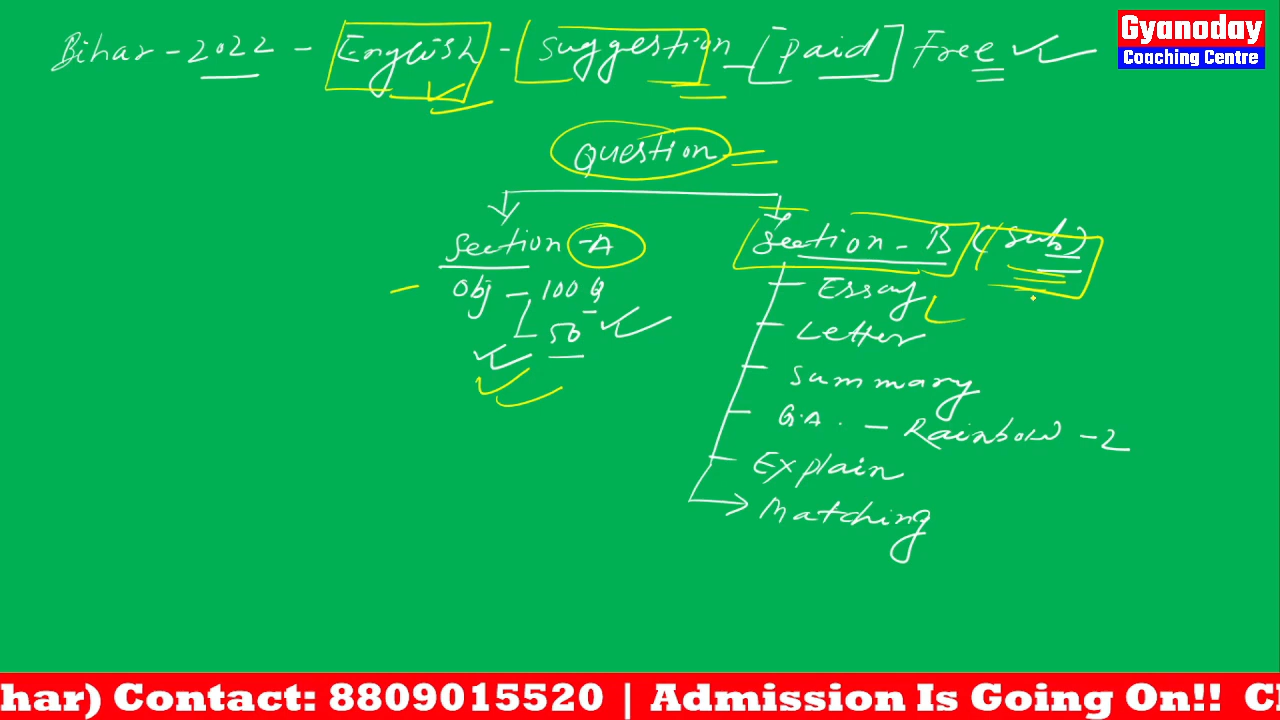 Bihar - 2022 - English - Suggestion - [Paid] Free
Gyanoday
Coaching Centre
Question
Section - A
Obj - 100 Q
50
Section - B (Sub)
Essay
Letter
Summary
Q.A. - Rainbow - 2
Explain
Matching
har) Contact: 8809015520 | Admission Is Going On!! Cl